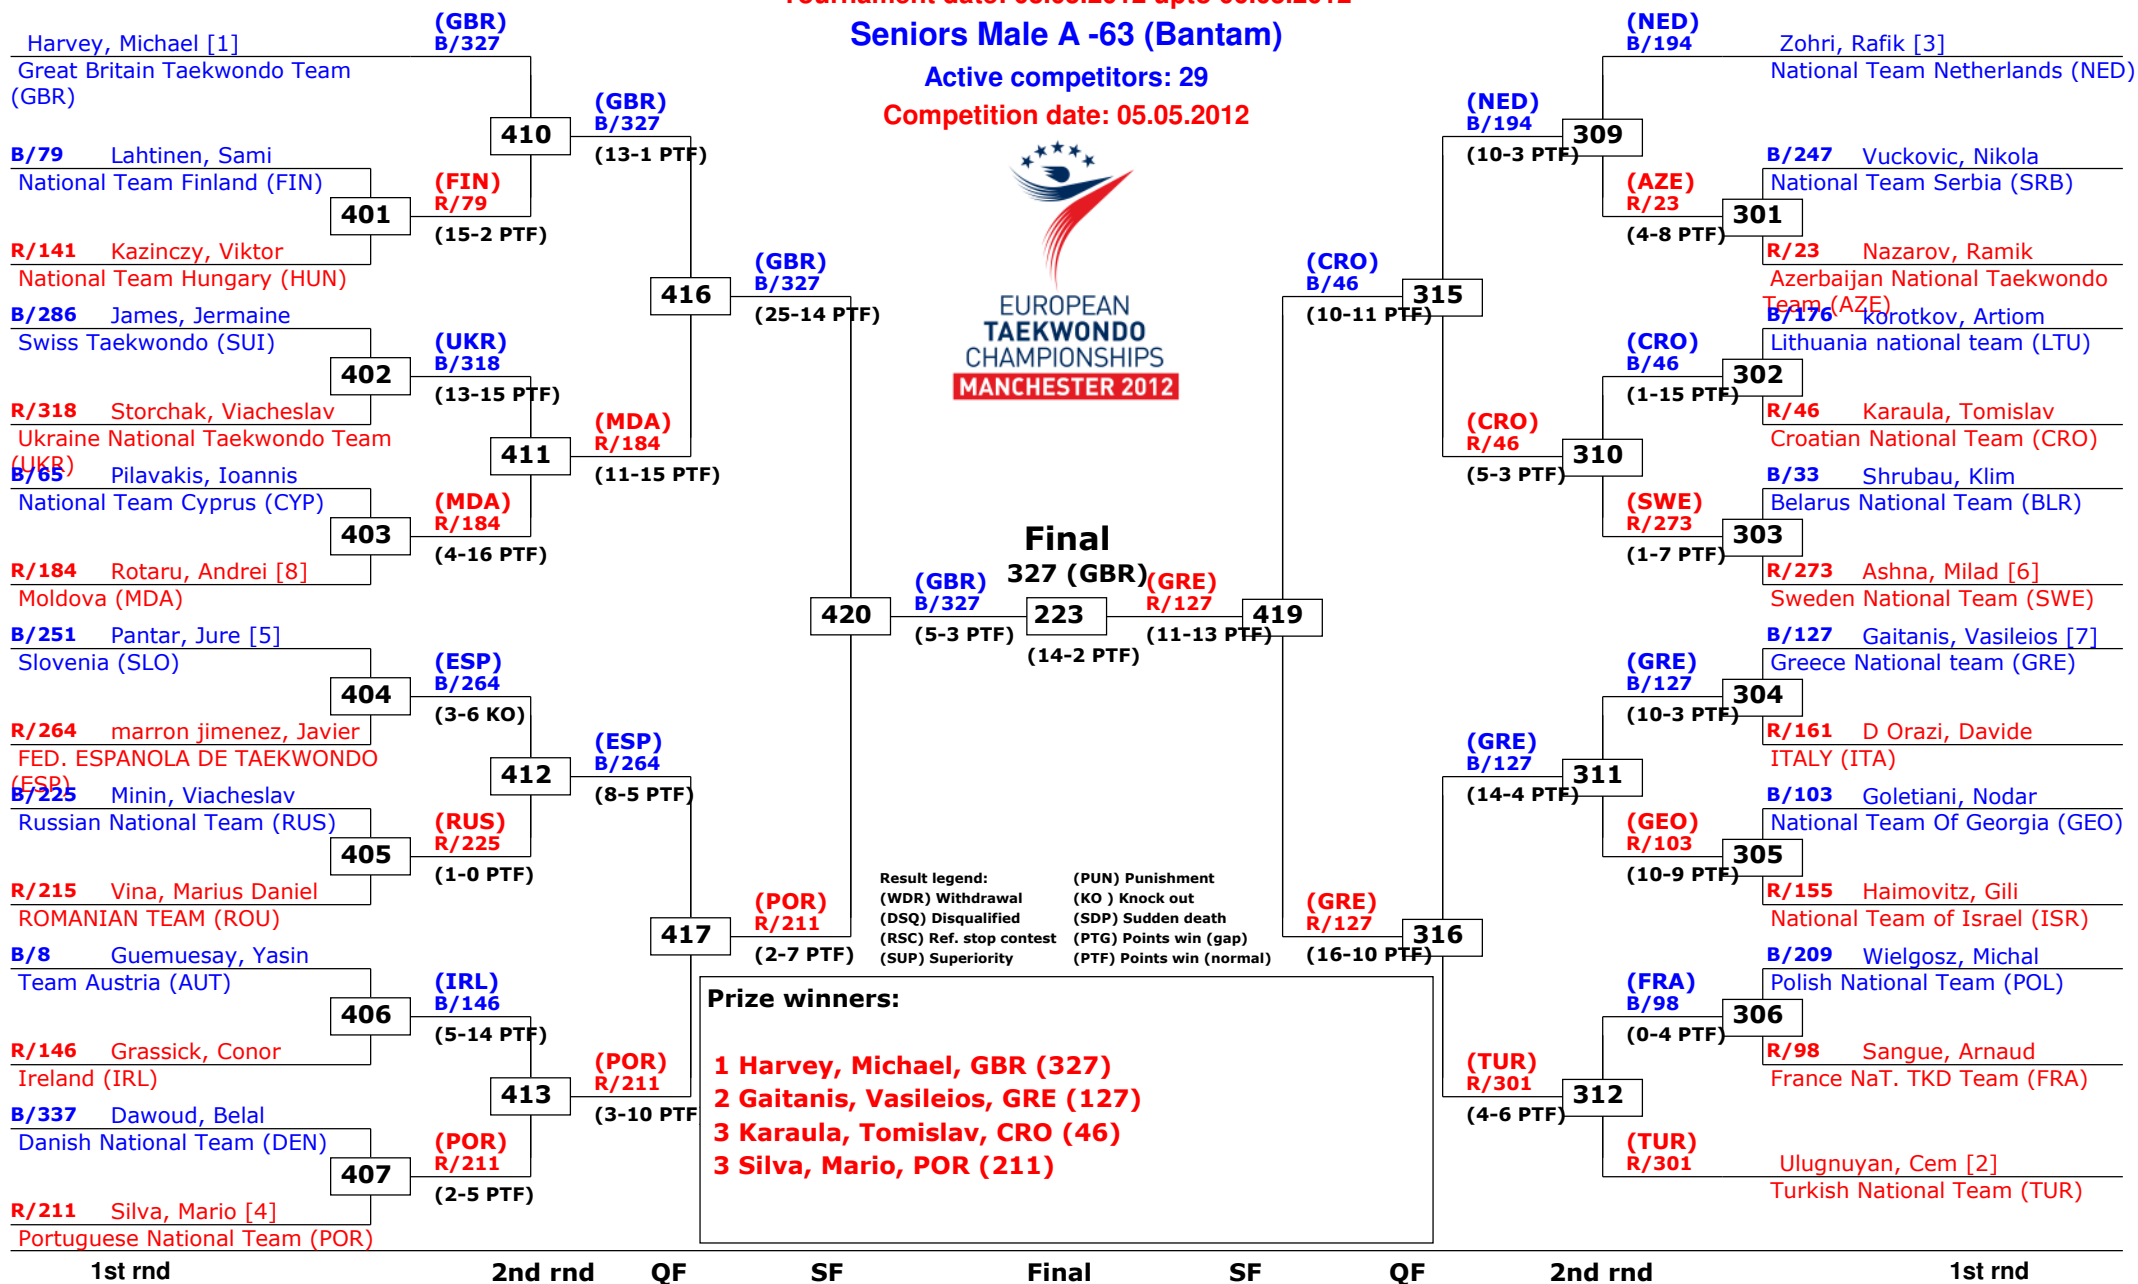 Tournament date: 03.05.2012 upto 06.05.2012
Seniors Male A -63 (Bantam)
Active competitors: 29
Competition date: 05.05.2012
EUROPEAN
TAEKWONDO
CHAMPIONSHIPS
MANCHESTER 2012
Harvey, Michael [1]
Great Britain Taekwondo Team
(GBR)
B/79 Lahtinen, Sami
National Team Finland (FIN)
401
R/141 Kazinczy, Viktor
National Team Hungary (HUN)
B/286 James, Jermaine
Swiss Taekwondo (SUI)
402
R/318 Storchak, Viacheslav
Ukraine National Taekwondo Team
(UKR)
B/65 Pilavakis, Ioannis
National Team Cyprus (CYP)
403
R/184 Rotaru, Andrei [8]
Moldova (MDA)
B/251 Pantar, Jure [5]
Slovenia (SLO)
404
R/264 marron jimenez, Javier
FED. ESPANOLA DE TAEKWONDO
(ESP)
B/225 Minin, Viacheslav
Russian National Team (RUS)
405
R/215 Vina, Marius Daniel
ROMANIAN TEAM (ROU)
B/8 Guemuesay, Yasin
Team Austria (AUT)
406
R/146 Grassick, Conor
Ireland (IRL)
B/337 Dawoud, Belal
Danish National Team (DEN)
407
R/211 Silva, Mario [4]
Portuguese National Team (POR)
(GBR)
B/327
410
(FIN)
R/79
(15-2 PTF)
(UKR)
B/318
(13-15 PTF)
411
(MDA)
R/184
(4-16 PTF)
(ESP)
B/264
(3-6 KO)
412
(RUS)
R/225
(1-0 PTF)
(IRL)
B/146
(5-14 PTF)
413
(POR)
R/211
(2-5 PTF)
(GBR)
B/327
(13-1 PTF)
416
(MDA)
R/184
(11-15 PTF)
(ESP)
B/264
(8-5 PTF)
417
(POR)
R/211
(3-10 PTF
(GBR)
B/327
(25-14 PTF)
420
(POR)
R/211
(2-7 PTF)
(GBR)
B/327
(5-3 PTF)
Final
327 (GBR)
223
(14-2 PTF)
(GRE)
R/127
(11-13 PTF)
419
(CRO)
B/46
(10-11 PTF)
315
(GRE)
R/127
(16-10 PTF)
316
(NED)
B/194
(10-3 PTF)
309
(CRO)
R/46
(5-3 PTF)
310
(GRE)
B/127
(14-4 PTF)
311
(TUR)
R/301
(4-6 PTF)
312
(NED)
B/194
(AZE)
R/23
(4-8 PTF)
(CRO)
B/46
(1-15 PTF)
(SWE)
R/273
(1-7 PTF)
(GRE)
B/127
(10-3 PTF)
(GEO)
R/103
(10-9 PTF)
(FRA)
B/98
(0-4 PTF)
(TUR)
R/301
Zohri, Rafik [3]
National Team Netherlands (NED)
B/247 Vuckovic, Nikola
National Team Serbia (SRB)
301
R/23 Nazarov, Ramik
Azerbaijan National Taekwondo
Team (AZE)
B/176 korotkov, Artiom
Lithuania national team (LTU)
302
R/46 Karaula, Tomislav
Croatian National Team (CRO)
B/33 Shrubau, Klim
Belarus National Team (BLR)
303
R/273 Ashna, Milad [6]
Sweden National Team (SWE)
B/127 Gaitanis, Vasileios [7]
Greece National team (GRE)
304
R/161 D Orazi, Davide
ITALY (ITA)
B/103 Goletiani, Nodar
National Team Of Georgia (GEO)
305
R/155 Haimovitz, Gili
National Team of Israel (ISR)
B/209 Wielgosz, Michal
Polish National Team (POL)
306
R/98 Sangue, Arnaud
France NaT. TKD Team (FRA)
Ulugnuyan, Cem [2]
Turkish National Team (TUR)
Result legend: (PUN) Punishment
(WDR) Withdrawal (KO ) Knock out
(DSQ) Disqualified (SDP) Sudden death
(RSC) Ref. stop contest (PTG) Points win (gap)
(SUP) Superiority (PTF) Points win (normal)
Prize winners:
1 Harvey, Michael, GBR (327)
2 Gaitanis, Vasileios, GRE (127)
3 Karaula, Tomislav, CRO (46)
3 Silva, Mario, POR (211)
1st rnd 2nd rnd QF SF Final SF QF 2nd rnd 1st rnd